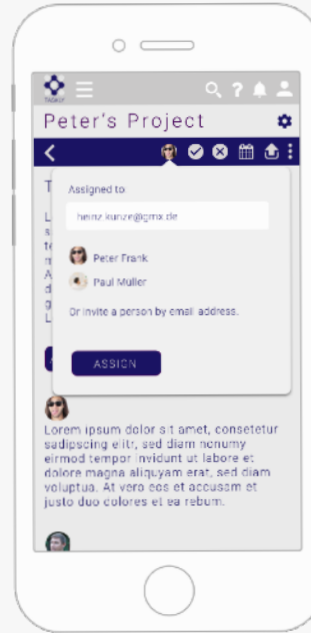 Peter's Project
Assigned to:
heinz.kunze@gmx.de
Peter Frank
Paul Müller
Or invite a person by email address.
ASSIGN
Lorem ipsum dolor sit amet, consetetur
sadipscing elitr, sed diam nonumy
eirmod tempor invidunt ut labore et
dolore magna aliquyam erat, sed diam
voluptua. At vero eos et accusam et
justo duo dolores et ea rebum.